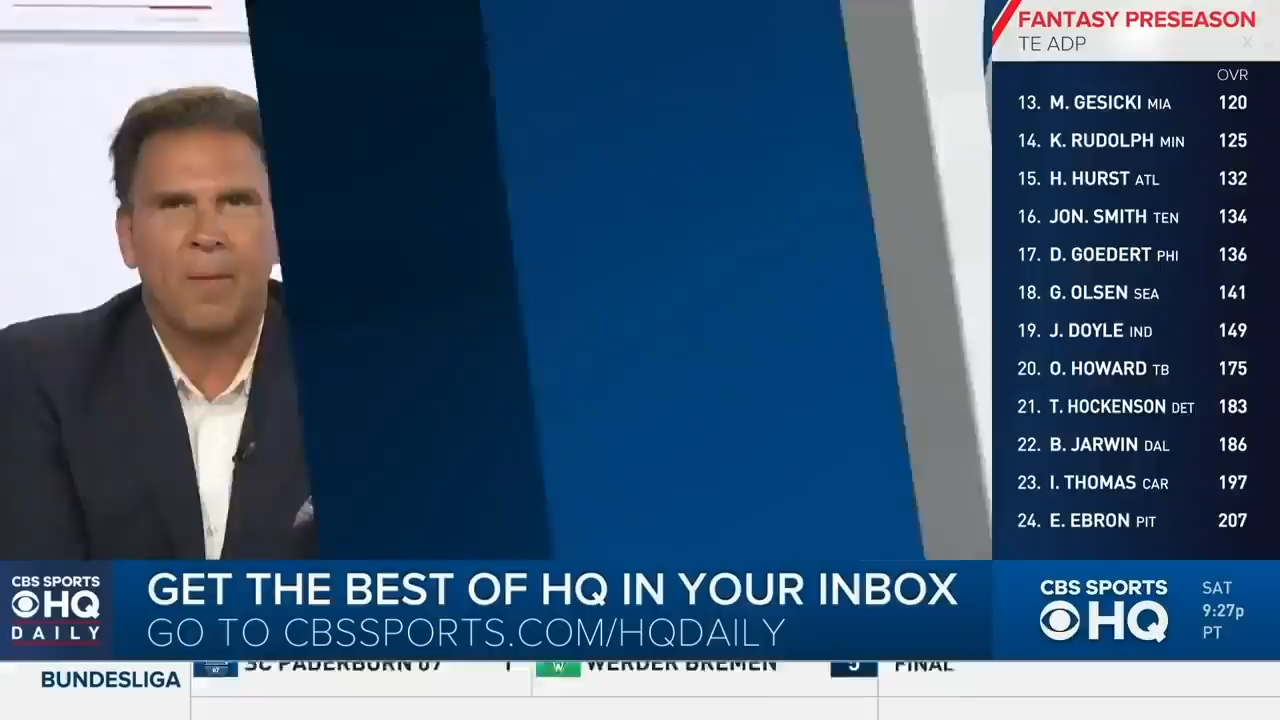 FANTASY PRESEASON
TE ADP X
OVR
13. M. GESICKI MIA 120
14. K. RUDOLPH MIN 125
15. H. HURST ATL 132
16. JON. SMITH TEN 134
17. D. GOEDERT PHI 136
18. G. OLSEN SEA 141
19. J. DOYLE IND 149
20. O. HOWARD TB 175
21. T. HOCKENSON DET 183
22. B. JARWIN DAL 186
23. I. THOMAS CAR 197
24. E. EBRON PIT 207
CBS SPORTS
HQ
DAILY
GET THE BEST OF HQ IN YOUR INBOX
GO TO CBSSPORTS.COM/HQDAILY
CBS SPORTS
HQ
SAT
9:27p
PT
BUNDESLIGA
SC PADERBORN 07 1 WERDER BREMEN 5 FINAL